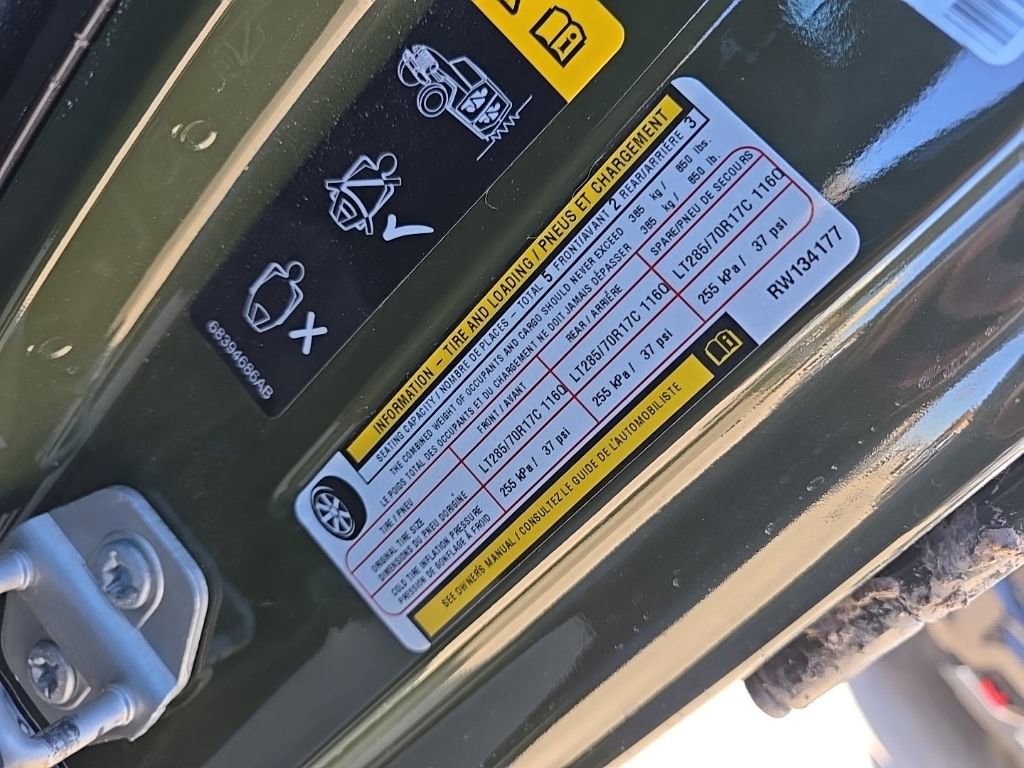 INFORMATION – TIRE AND LOADING / PNEUS ET CHARGEMENT
SEATING CAPACITY / NOMBRE DE PLACES – TOTAL 5 FRONT/AVANT 2 REAR/ARRIÈRE 3
THE COMBINED WEIGHT OF OCCUPANTS AND CARGO SHOULD NEVER EXCEED 385 kg / 850 lbs.
LE POIDS TOTAL DES OCCUPANTS ET DU CHARGEMENT NE DOIT JAMAIS DÉPASSER 385 kg / 850 lb.
TIRE / PNEU FRONT / AVANT REAR / ARRIÈRE SPARE/PNEU DE SECOURS
ORIGINAL TIRE SIZE
DIMENSIONS DU PNEU DORIGINE
LT285/70R17C 116Q LT285/70R17C 116Q LT285/70R17C 116Q
COLD TIRE INFLATION PRESSURE
PRESSION DE GONFLAGE À FROID
255 kPa / 37 psi 255 kPa / 37 psi 255 kPa / 37 psi
SEE OWNER'S MANUAL / CONSULTEZ LE GUIDE DE L'AUTOMOBILISTE
RW134177
68394686AB